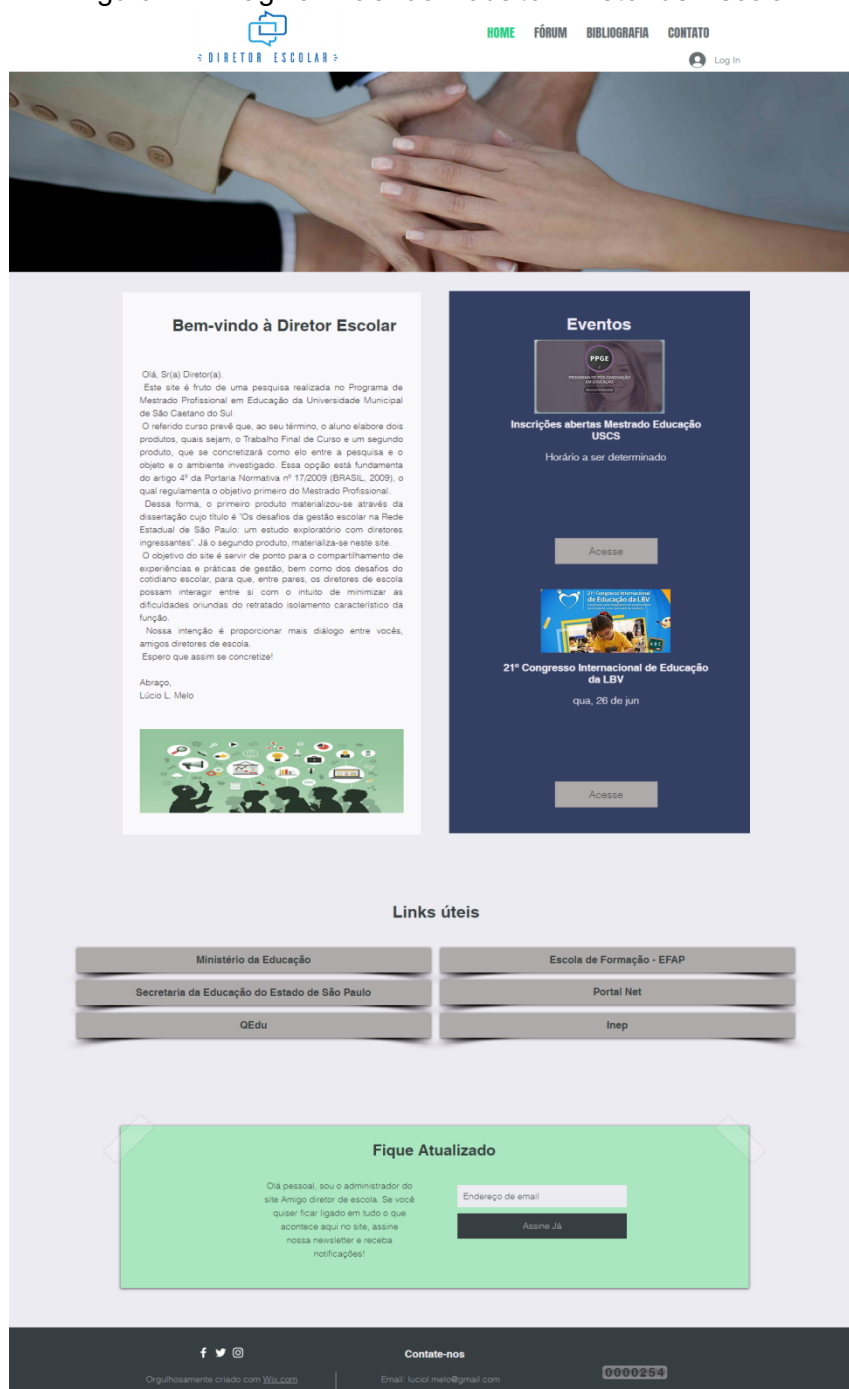 DIRETOR ESCOLAR
HOME FÓRUM BIBLIOGRAFIA CONTATO
Log In
Bem-vindo à Diretor Escolar
Olá, Sr(a) Diretor(a).
Este site é fruto de uma pesquisa realizada no Programa de
Mestrado Profissional em Educação da Universidade Municipal
de São Caetano do Sul.
O referido curso prevê que, ao seu término, o aluno elabore dois
produtos, quais sejam, o Trabalho Final de Curso e um segundo
produto, que se concretizará como elo entre a pesquisa e o
objeto e o ambiente investigado. Essa opção está fundamenta
do artigo 4º da Portaria Normativa nº 17/2009 (BRASIL, 2009), o
qual regulamenta o objetivo primeiro do Mestrado Profissional.
Dessa forma, o primeiro produto materializou-se através da
dissertação cujo título é "Os desafios da gestão escolar na Rede
Estadual de São Paulo: um estudo exploratório com diretores
ingressantes". Já o segundo produto, materializa-se neste site.
O objetivo do site é servir de ponto para o compartilhamento de
experiências e práticas de gestão, bem como dos desafios do
cotidiano escolar, para que, entre pares, os diretores de escola
possam interagir entre si com o intuito de minimizar as
dificuldades oriundas do retratado isolamento característico da
função.
Nossa intenção é proporcionar mais diálogo entre vocês,
amigos diretores de escola.
Espero que assim se concretize!
Abraço,
Lúcio L. Melo
Eventos
PPGE
PROGRAMA DE PÓS-GRADUAÇÃO
EM EDUCAÇÃO
Inscrições abertas Mestrado Educação
USCS
Horário a ser determinado
Acesse
21º Congresso Internacional
de Educação da LBV
21º Congresso Internacional de Educação
da LBV
qua, 26 de jun
Acesse
Links úteis
Ministério da Educação
Escola de Formação - EFAP
Secretaria da Educação do Estado de São Paulo
Portal Net
QEdu
Inep
Fique Atualizado
Olá pessoal, sou o administrador do
site Amigo diretor de escola. Se você
quiser ficar ligado em tudo o que
acontece aqui no site, assine
nossa newsletter e receba
notificações!
Endereço de email
Assine Já
Orgulhosamente criado com Wix.com
Contate-nos
Email: luciol.melo@gmail.com
0000254